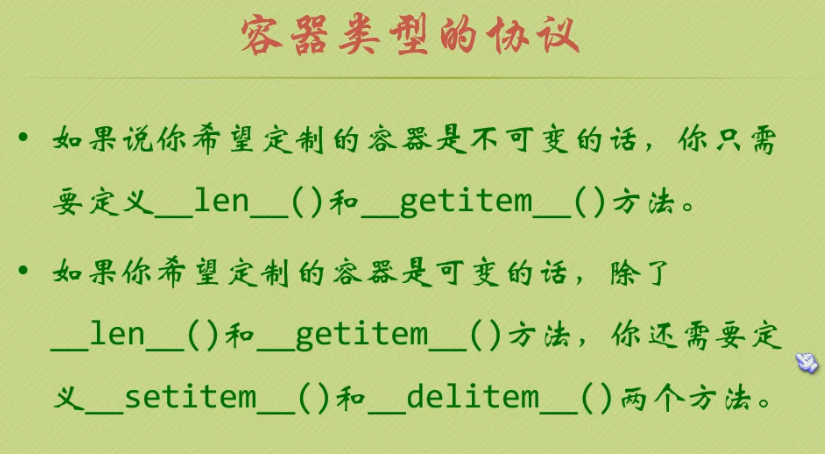 容器类型的协议
• 如果说你希望定制的容器是不可变的话，你只需
要定义__len__()和__getitem__()方法。
• 如果你希望定制的容器是可变的话，除了
__len__()和__getitem__()方法，你还需要定
义__setitem__()和__delitem__()两个方法。